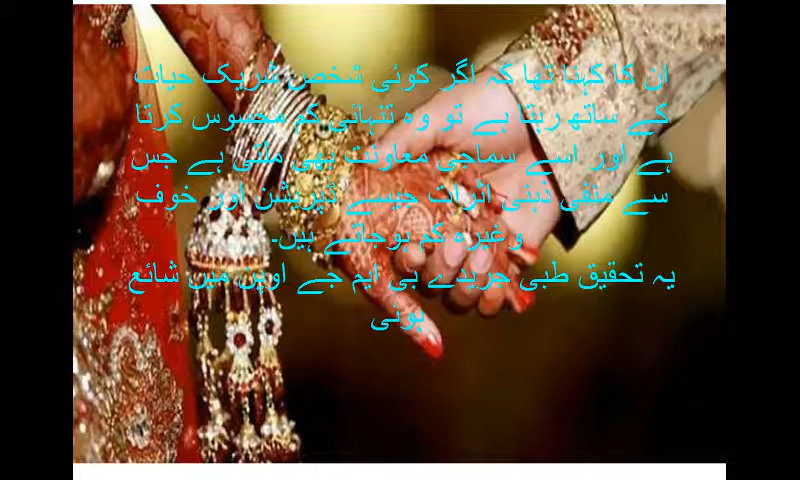 ان کا کہنا تھا کہ اگر کوئی شخص شریک حیات
کے ساتھ رہتا ہے تو وہ تنہائی کم محسوس کرتا
ہے اور اسے سماجی معاونت بھی ملتی ہے جس
سے منفی ذہنی اثرات جیسے ڈپریشن اور خوف
وغیرہ کم ہوجاتے ہیں۔
یہ تحقیق طبی جریدے بی ایم جے اوپن میں شائع
ہوئی